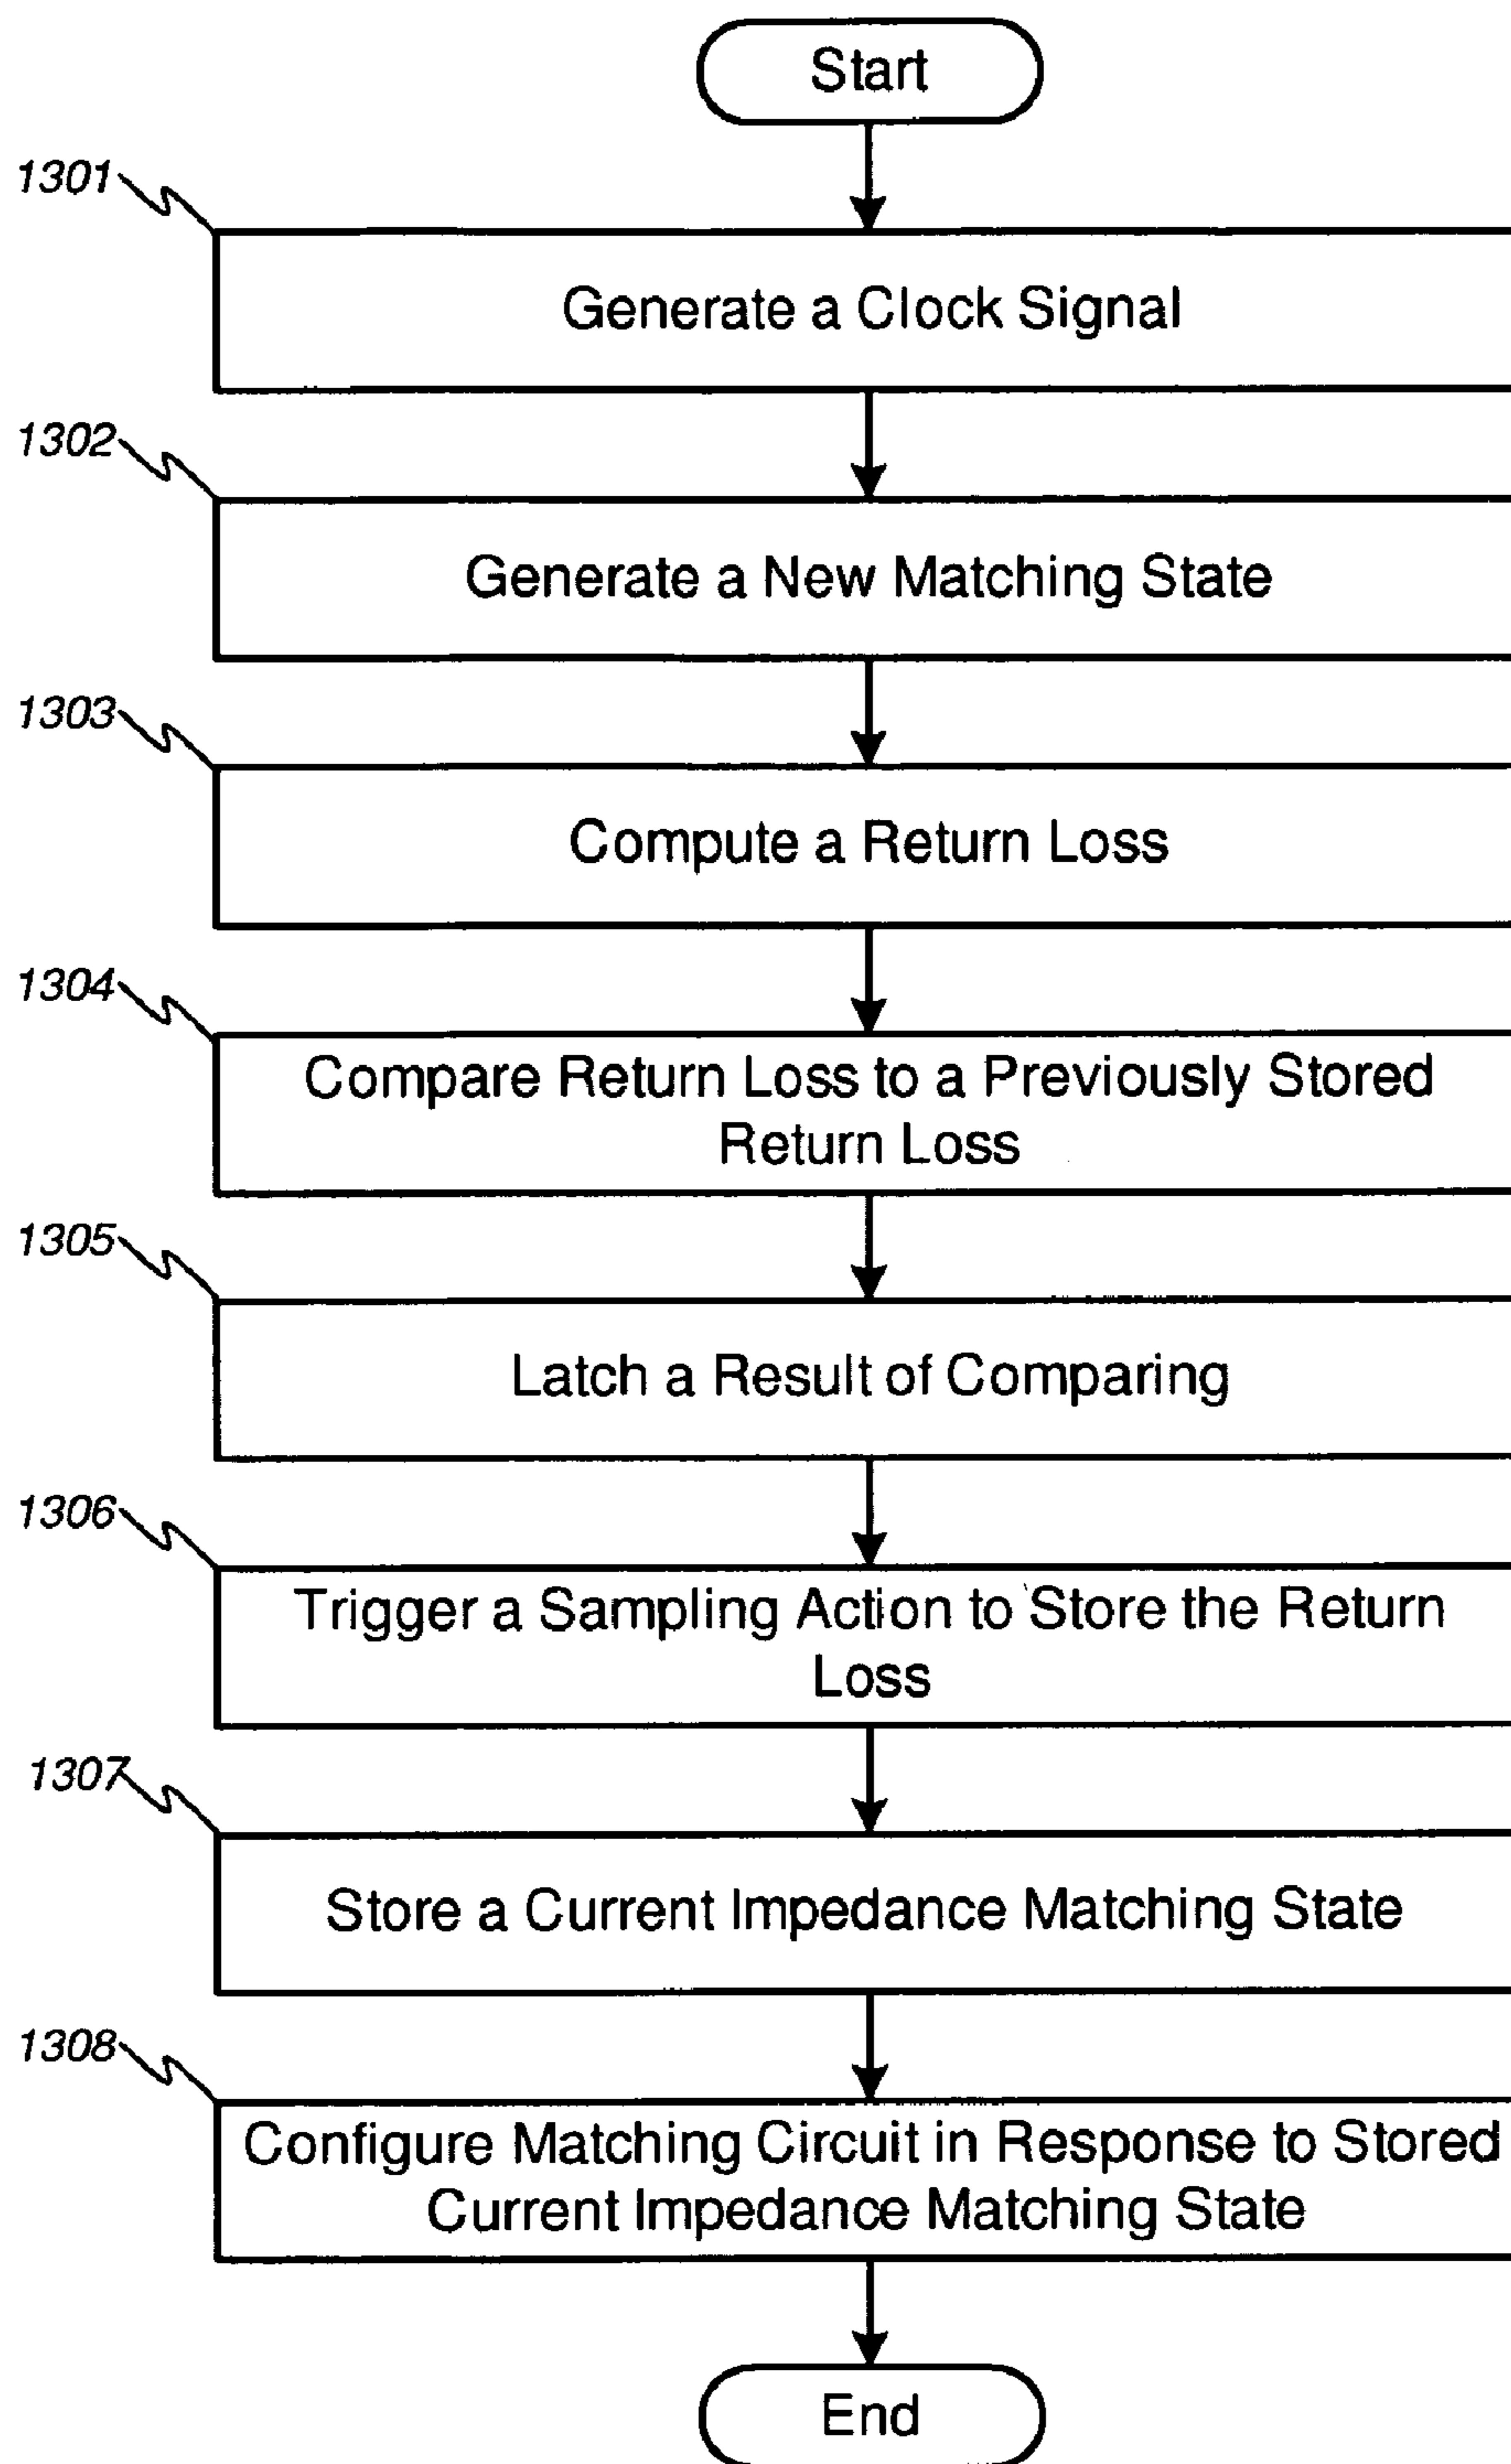 Start
1301
Generate a Clock Signal
1302
Generate a New Matching State
1303
Compute a Return Loss
1304
Compare Return Loss to a Previously Stored
Return Loss
1305
Latch a Result of Comparing
1306
Trigger a Sampling Action to Store the Return
Loss
1307
Store a Current Impedance Matching State
1308
Configure Matching Circuit in Response to Stored
Current Impedance Matching State
End